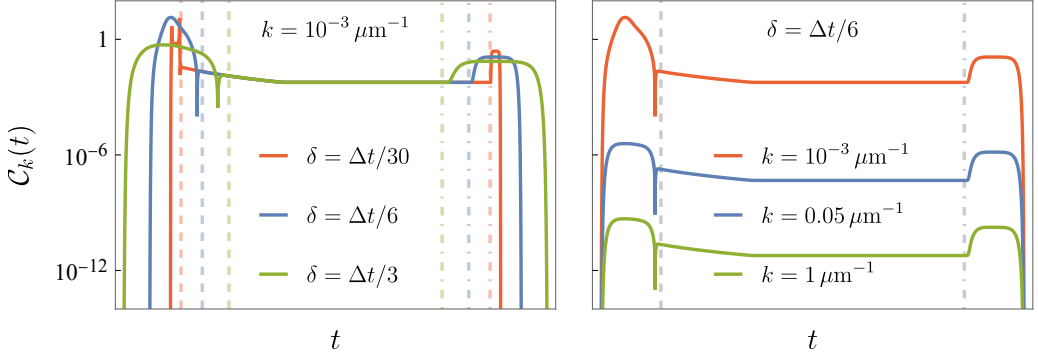 k = 10⁻³ μm⁻¹
1
10⁻⁶
10⁻¹²
𝒞ₖ(t)
δ = Δt/30
δ = Δt/6
δ = Δt/3
t
δ = Δt/6
k = 10⁻³ μm⁻¹
k = 0.05 μm⁻¹
k = 1 μm⁻¹
t